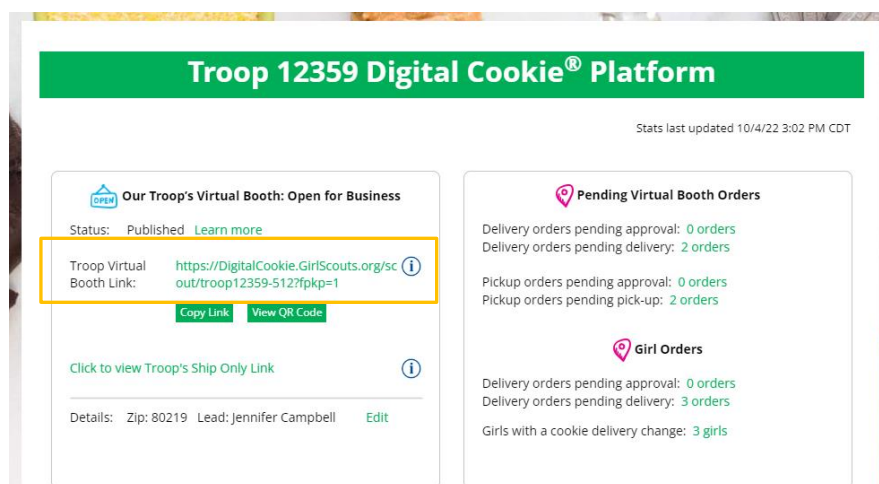 Troop 12359 Digital Cookie® Platform
Stats last updated 10/4/22 3:02 PM CDT
OPEN Our Troop's Virtual Booth: Open for Business
Status: Published Learn more
Troop Virtual Booth Link: https://DigitalCookie.GirlScouts.org/sc
out/troop12359-512?fpkp=1
Copy Link View QR Code
Click to view Troop's Ship Only Link
Details: Zip: 80219 Lead: Jennifer Campbell Edit
Pending Virtual Booth Orders
Delivery orders pending approval: 0 orders
Delivery orders pending delivery: 2 orders
Pickup orders pending approval: 0 orders
Pickup orders pending pick-up: 2 orders
Girl Orders
Delivery orders pending approval: 0 orders
Delivery orders pending delivery: 3 orders
Girls with a cookie delivery change: 3 girls